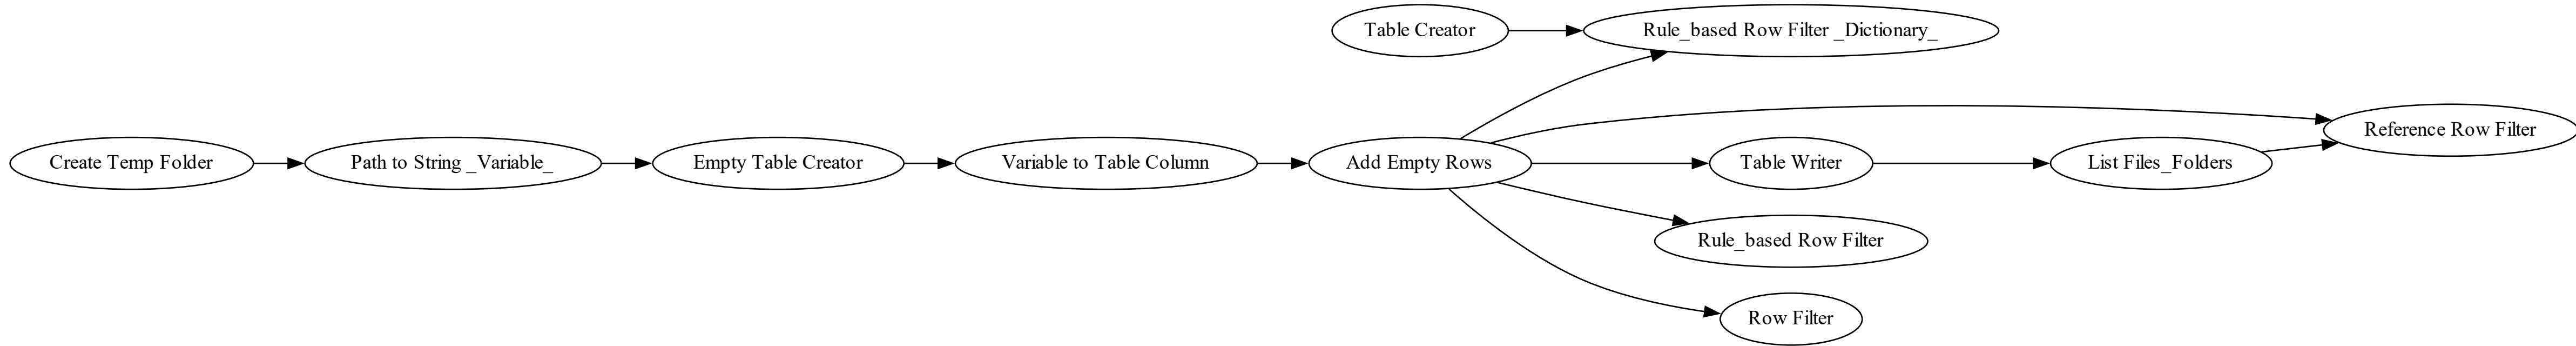 Table Creator
Rule_based Row Filter _Dictionary_
Reference Row Filter
Create Temp Folder
Path to String _Variable_
Empty Table Creator
Variable to Table Column
Add Empty Rows
Table Writer
List Files_Folders
Rule_based Row Filter
Row Filter